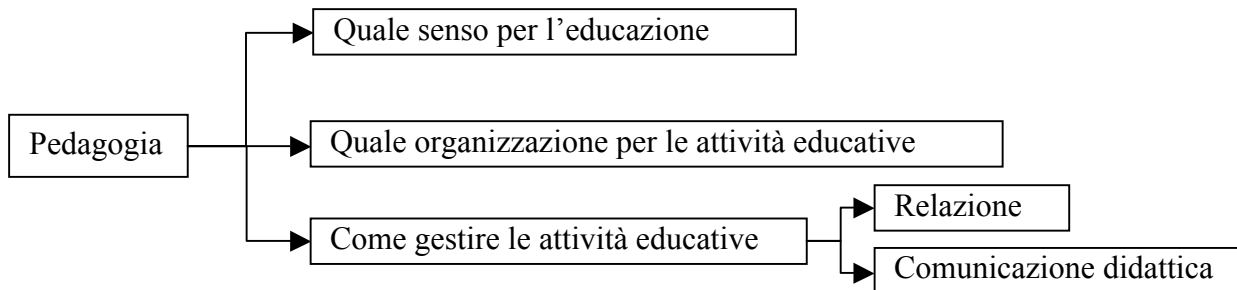 Pedagogia
Quale senso per l’educazione
Quale organizzazione per le attività educative
Come gestire le attività educative
Relazione
Comunicazione didattica